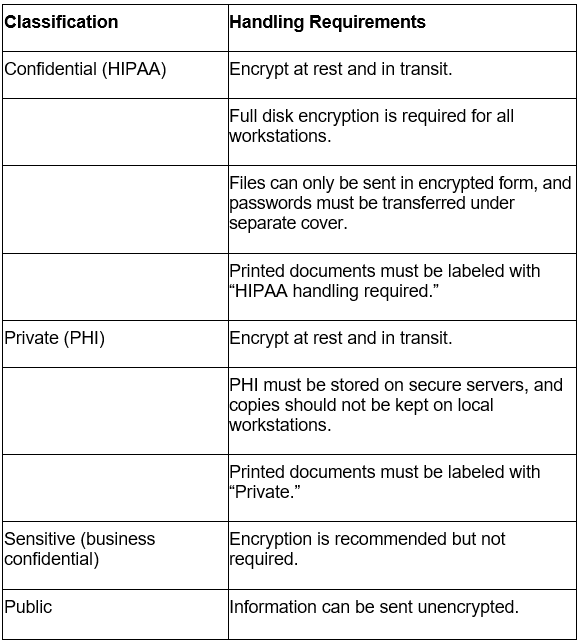 Classification
Handling Requirements
Confidential (HIPAA)
Encrypt at rest and in transit.
Full disk encryption is required for all
workstations.
Files can only be sent in encrypted form, and
passwords must be transferred under
separate cover.
Printed documents must be labeled with
“HIPAA handling required.”
Private (PHI)
Encrypt at rest and in transit.
PHI must be stored on secure servers, and
copies should not be kept on local
workstations.
Printed documents must be labeled with
“Private.”
Sensitive (business
confidential)
Encryption is recommended but not
required.
Public
Information can be sent unencrypted.